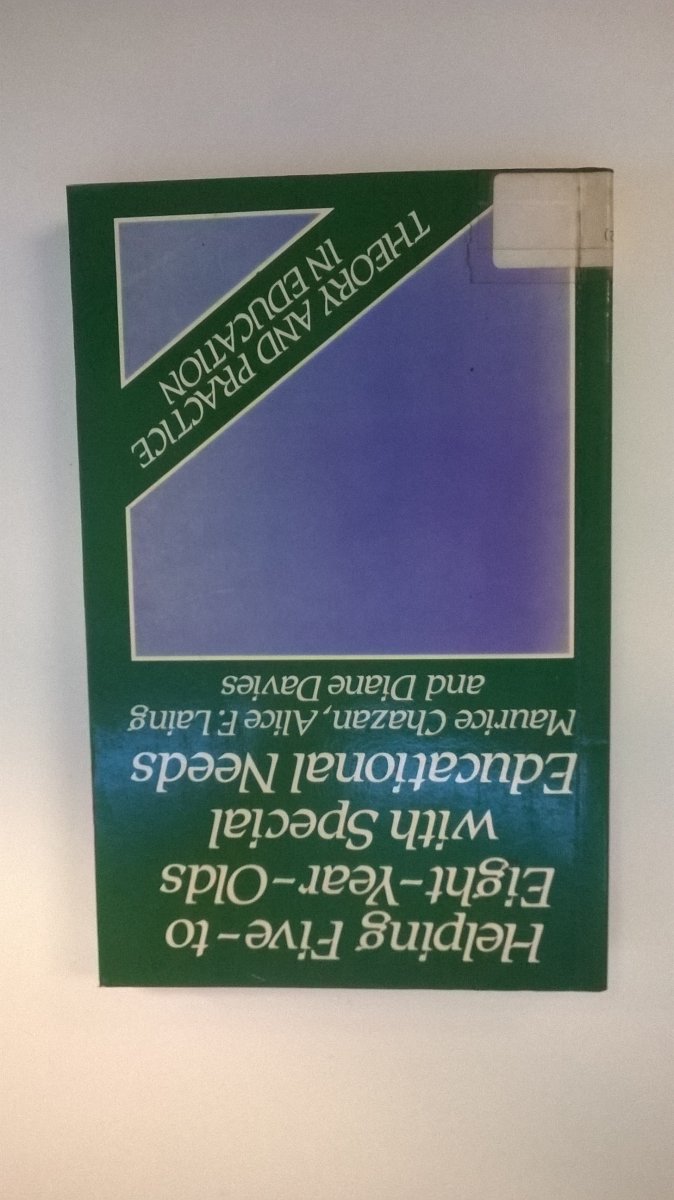 Helping Five-to
Eight-Year-Olds
with Special
Educational Needs
Maurice Chazan, Alice F. Laing
and Diane Davies
THEORY AND PRACTICE
IN EDUCATION